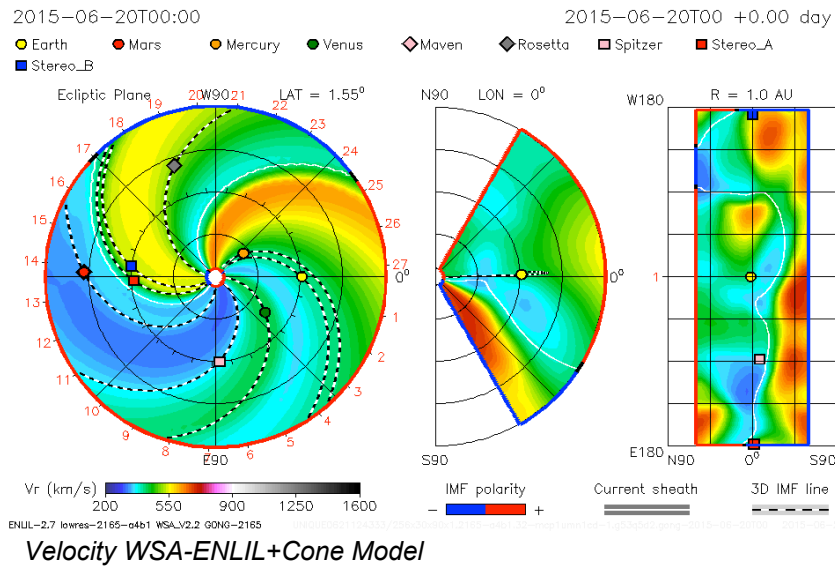 2015-06-20T00:00
2015-06-20T00 +0.00 day
Earth Mars Mercury Venus Maven Rosetta Spitzer Stereo_A
Stereo_B
Ecliptic Plane W90 LAT = 1.55°
N90 LON = 0°
R = 1.0 AU
W180
20 21
19 22
18 23
17 24
16 25
15 26
14 27
13 0° 0° 1
12 1
11 2
10 3
9 4
8 7 6 5
E90
S90
E180
N90 0° S90
Vr (km/s)
200 550 900 1250 1600
IMF polarity
- +
Current sheath
3D IMF line
ENLIL-2.7 lowres-2165-a4b1 WSA_V2.2 GONG-2165
Velocity WSA-ENLIL+Cone Model